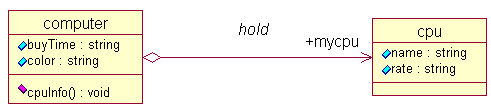 computer
buyTime : string
color : string
cpuInfo() : void
hold
+mycpu
cpu
name : string
rate : string